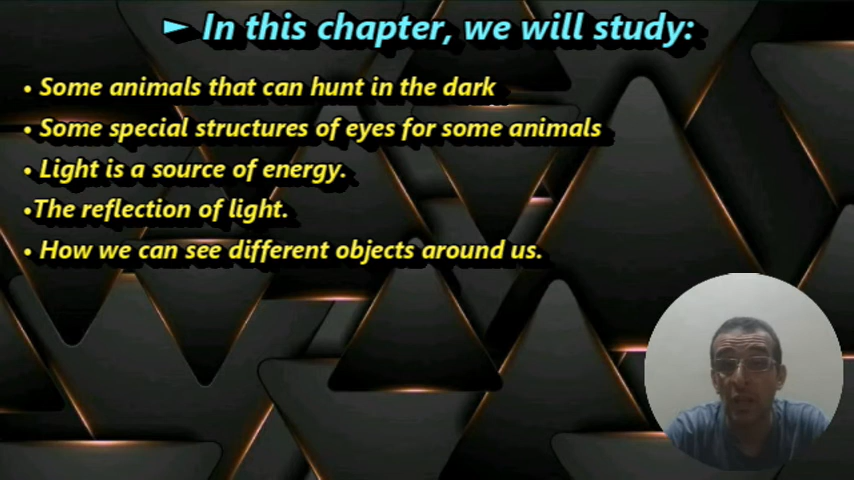 ► In this chapter, we will study:
• Some animals that can hunt in the dark
• Some special structures of eyes for some animals
• Light is a source of energy.
•The reflection of light.
• How we can see different objects around us.